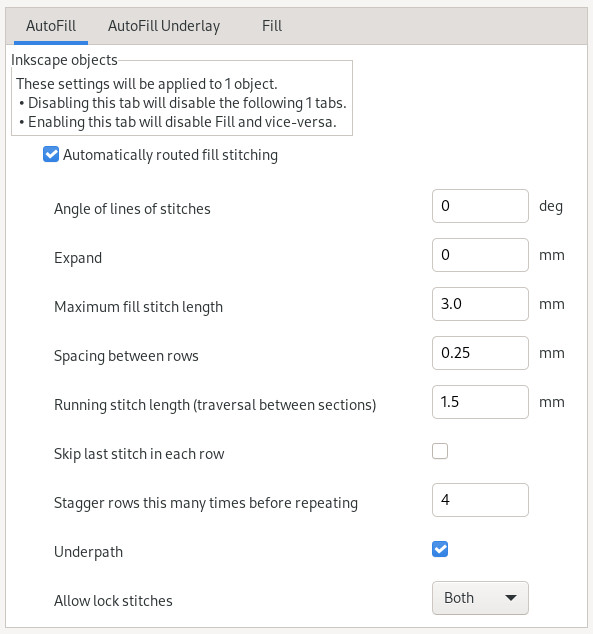 AutoFill AutoFill Underlay Fill
Inkscape objects
These settings will be applied to 1 object.
• Disabling this tab will disable the following 1 tabs.
• Enabling this tab will disable Fill and vice-versa.
Automatically routed fill stitching
Angle of lines of stitches 0 deg
Expand 0 mm
Maximum fill stitch length 3.0 mm
Spacing between rows 0.25 mm
Running stitch length (traversal between sections) 1.5 mm
Skip last stitch in each row
Stagger rows this many times before repeating 4
Underpath
Allow lock stitches Both